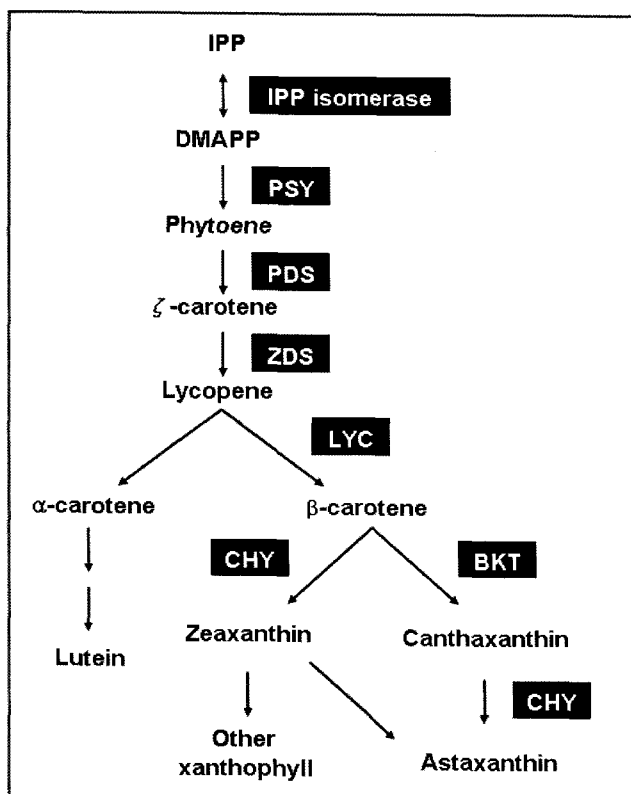 IPP
IPP isomerase
DMAPP
PSY
Phytoene
PDS
ζ-carotene
ZDS
Lycopene
LYC
α-carotene
β-carotene
CHY
BKT
Zeaxanthin
Canthaxanthin
Lutein
CHY
Other
xanthophyll
Astaxanthin